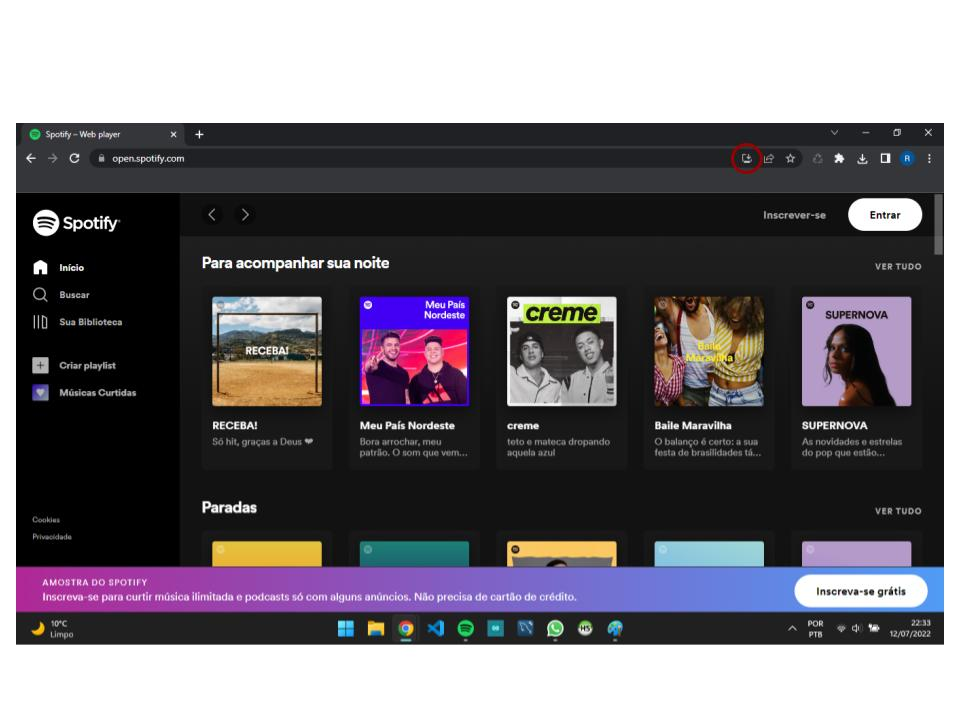 Spotify – Web player
open.spotify.com
R
Spotify
Inscrever-se
Entrar
Início
Buscar
Sua Biblioteca
Criar playlist
Músicas Curtidas
Cookies
Privacidade
Para acompanhar sua noite
VER TUDO
RECEBA!
Meu País
Nordeste
creme
Baile
Maravilha
SUPERNOVA
RECEBA!
Só hit, graças a Deus ❤
Meu País Nordeste
Bora arrochar, meu
patrão. O som que vem...
creme
teto e mateca dropando
aquela azul
Baile Maravilha
O balanço é certo: a sua
festa de brasilidades tá...
SUPERNOVA
As novidades e estrelas
do pop que estão...
Paradas
VER TUDO
AMOSTRA DO SPOTIFY
Inscreva-se para curtir música ilimitada e podcasts só com alguns anúncios. Não precisa de cartão de crédito.
Inscreva-se grátis
10°C
Limpo
HS
POR
PTB
22:33
12/07/2022